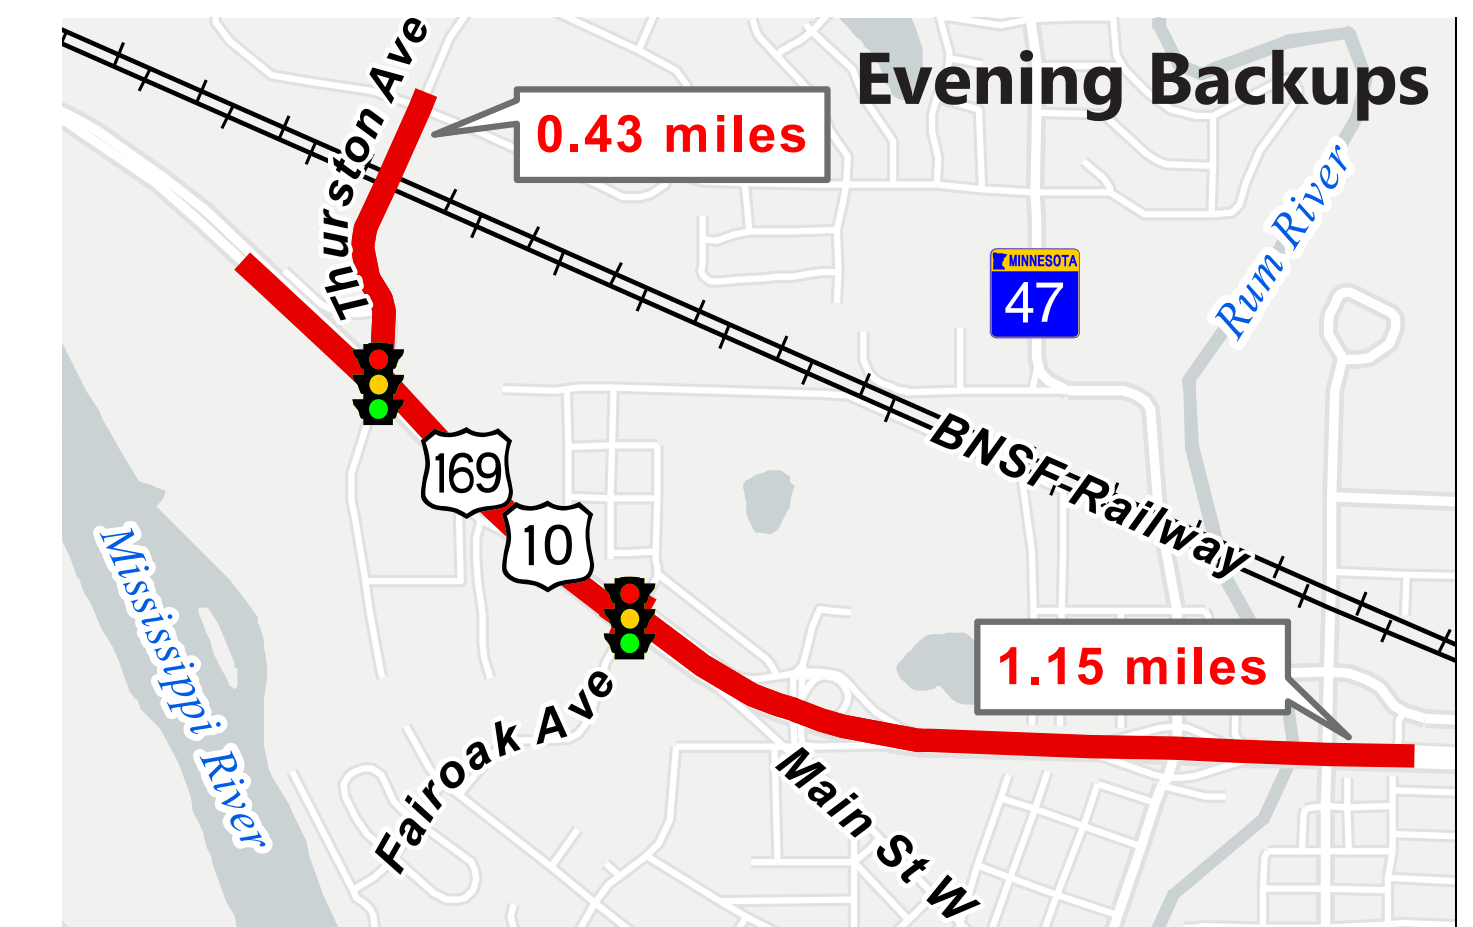 Evening Backups
Thurston Ave
0.43 miles
Rum River
MINNESOTA
47
BNSF Railway
169
10
Mississippi River
1.15 miles
Fairoak Ave
Main St W